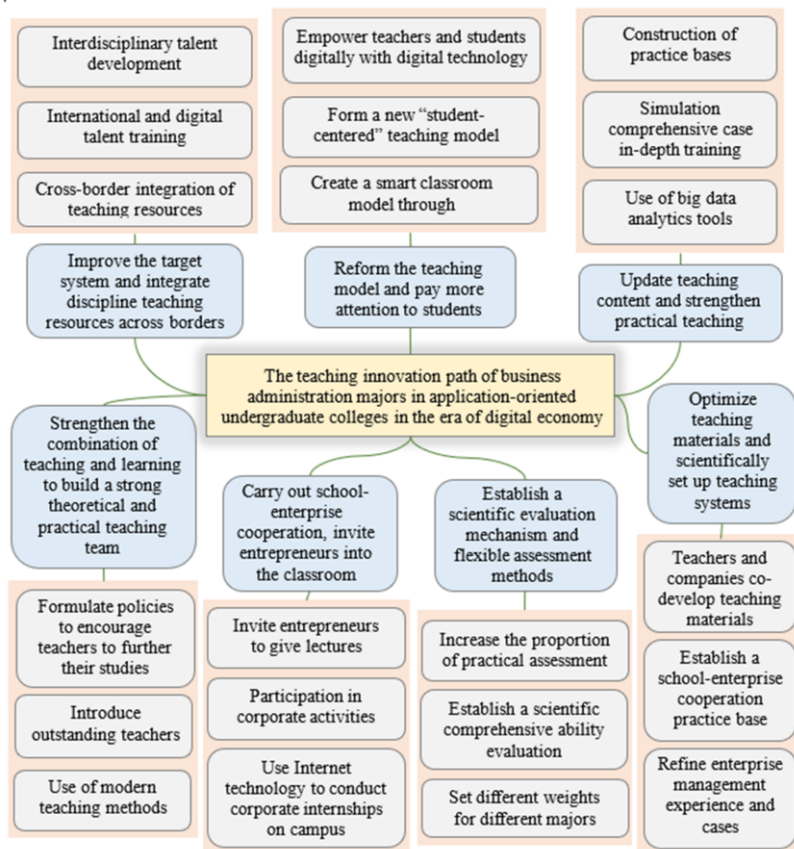 Interdisciplinary talent
development
International and digital
talent training
Cross-border integration of
teaching resources
Improve the target
system and integrate
discipline teaching
resources across borders
Empower teachers and students
digitally with digital technology
Form a new “student-
centered” teaching model
Create a smart classroom
model through
Reform the teaching
model and pay more
attention to students
Construction of
practice bases
Simulation
comprehensive case
in-depth training
Use of big data
analytics tools
Update teaching
content and strengthen
practical teaching
The teaching innovation path of business
administration majors in application-oriented
undergraduate colleges in the era of digital economy
Strengthen the
combination of
teaching and learning
to build a strong
theoretical and
practical teaching
team
Formulate policies
to encourage
teachers to further
their studies
Introduce
outstanding teachers
Use of modern
teaching methods
Carry out school-
enterprise
cooperation, invite
entrepreneurs into
the classroom
Invite entrepreneurs
to give lectures
Participation in
corporate activities
Use Internet
technology to conduct
corporate internships
on campus
Establish a
scientific evaluation
mechanism and
flexible assessment
methods
Increase the proportion
of practical assessment
Establish a scientific
comprehensive ability
evaluation
Set different weights
for different majors
Optimize
teaching
materials and
scientifically
set up teaching
systems
Teachers and
companies co-
develop teaching
materials
Establish a
school-enterprise
cooperation
practice base
Refine enterprise
management
experience and
cases